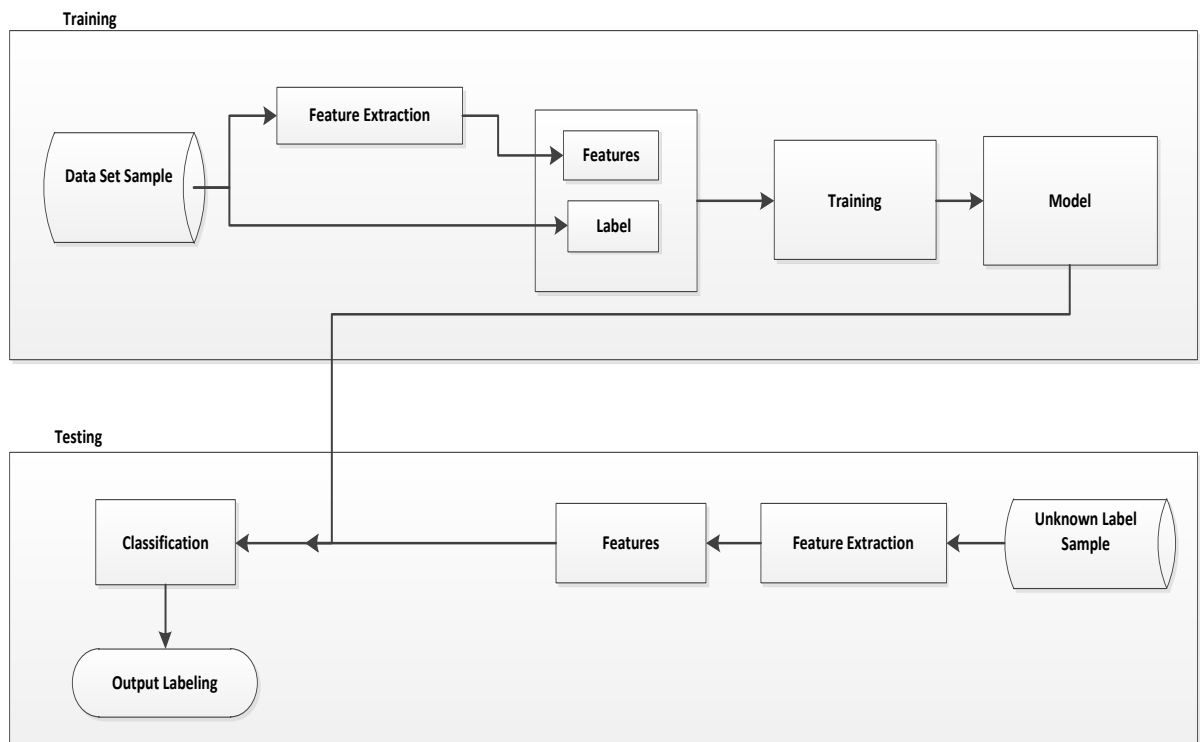 Training
Feature Extraction
Data Set Sample
Features
Label
Training
Model
Testing
Classification
Features
Feature Extraction
Unknown Label
Sample
Output Labeling